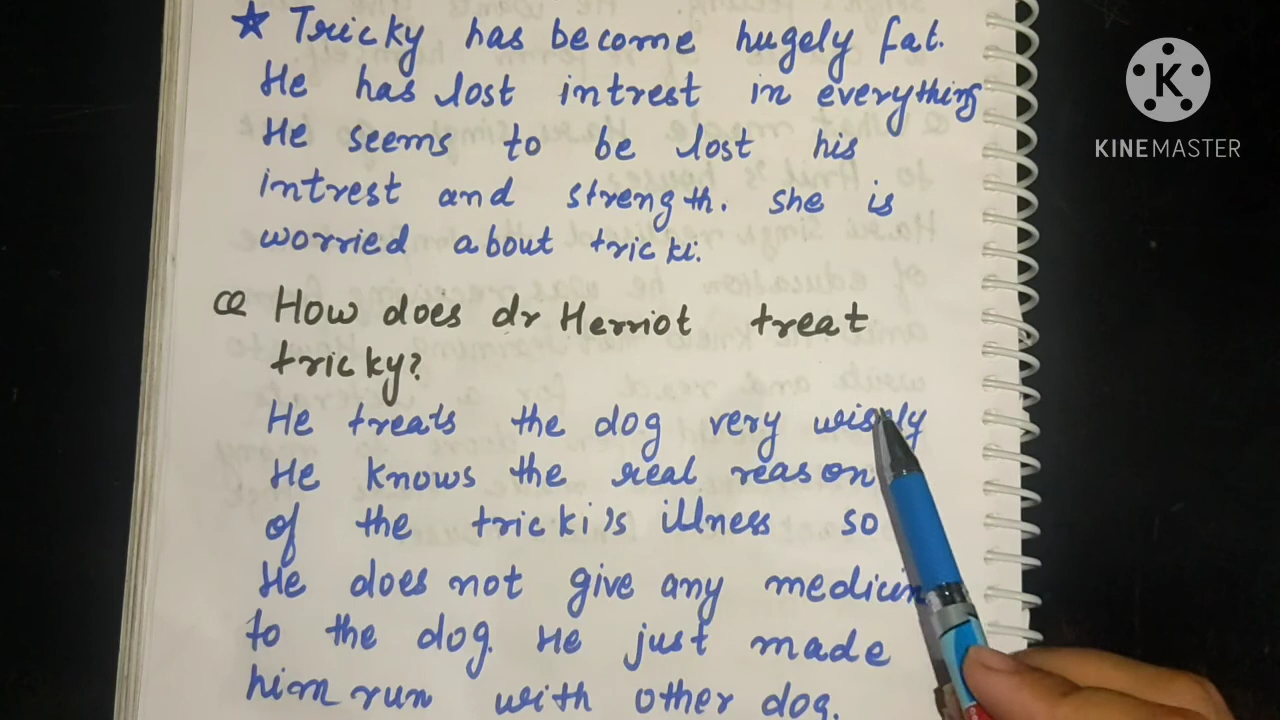 ☆ Tricky has become hugely fat.
He has lost intrest in everything
He seems to be lost his
intrest and strength. she is
worried about tricki.
Q How does dr Herriot treat
tricky?
He treats the dog very wisely
He knows the real reason
of the tricki's illness so
He does not give any medicin
to the dog. He just made
him run with other dog.
K
KINEMASTER